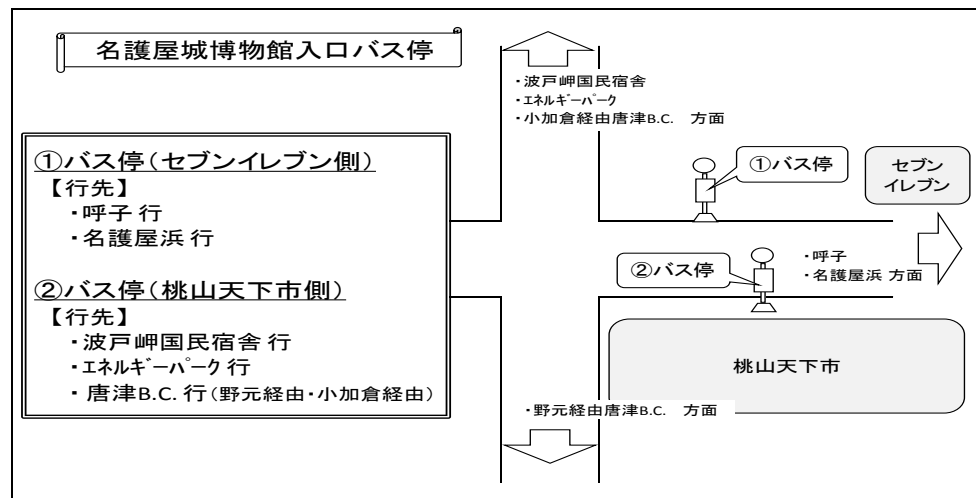 名護屋城博物館入口バス停
・波戸岬国民宿舎
・ｴﾈﾙｷﾞｰﾊﾟｰｸ
・小加倉経由唐津B.C.　方面
①バス停（セブンイレブン側）
【行先】
・呼子 行
・名護屋浜 行
②バス停（桃山天下市側）
【行先】
・波戸岬国民宿舎 行
・ｴﾈﾙｷﾞｰﾊﾟｰｸ 行
・唐津B.C. 行（野元経由・小加倉経由）
①バス停
セブン
イレブン
②バス停
・呼子
・名護屋浜 方面
桃山天下市
・野元経由唐津B.C.　方面